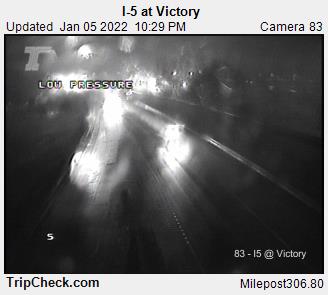 I-5 at Victory
Updated  Jan 05 2022  10:29 PM Camera 83
LOW PRESSURE
S
83 - I5 @ Victory
TripCheck.com Milepost306.80